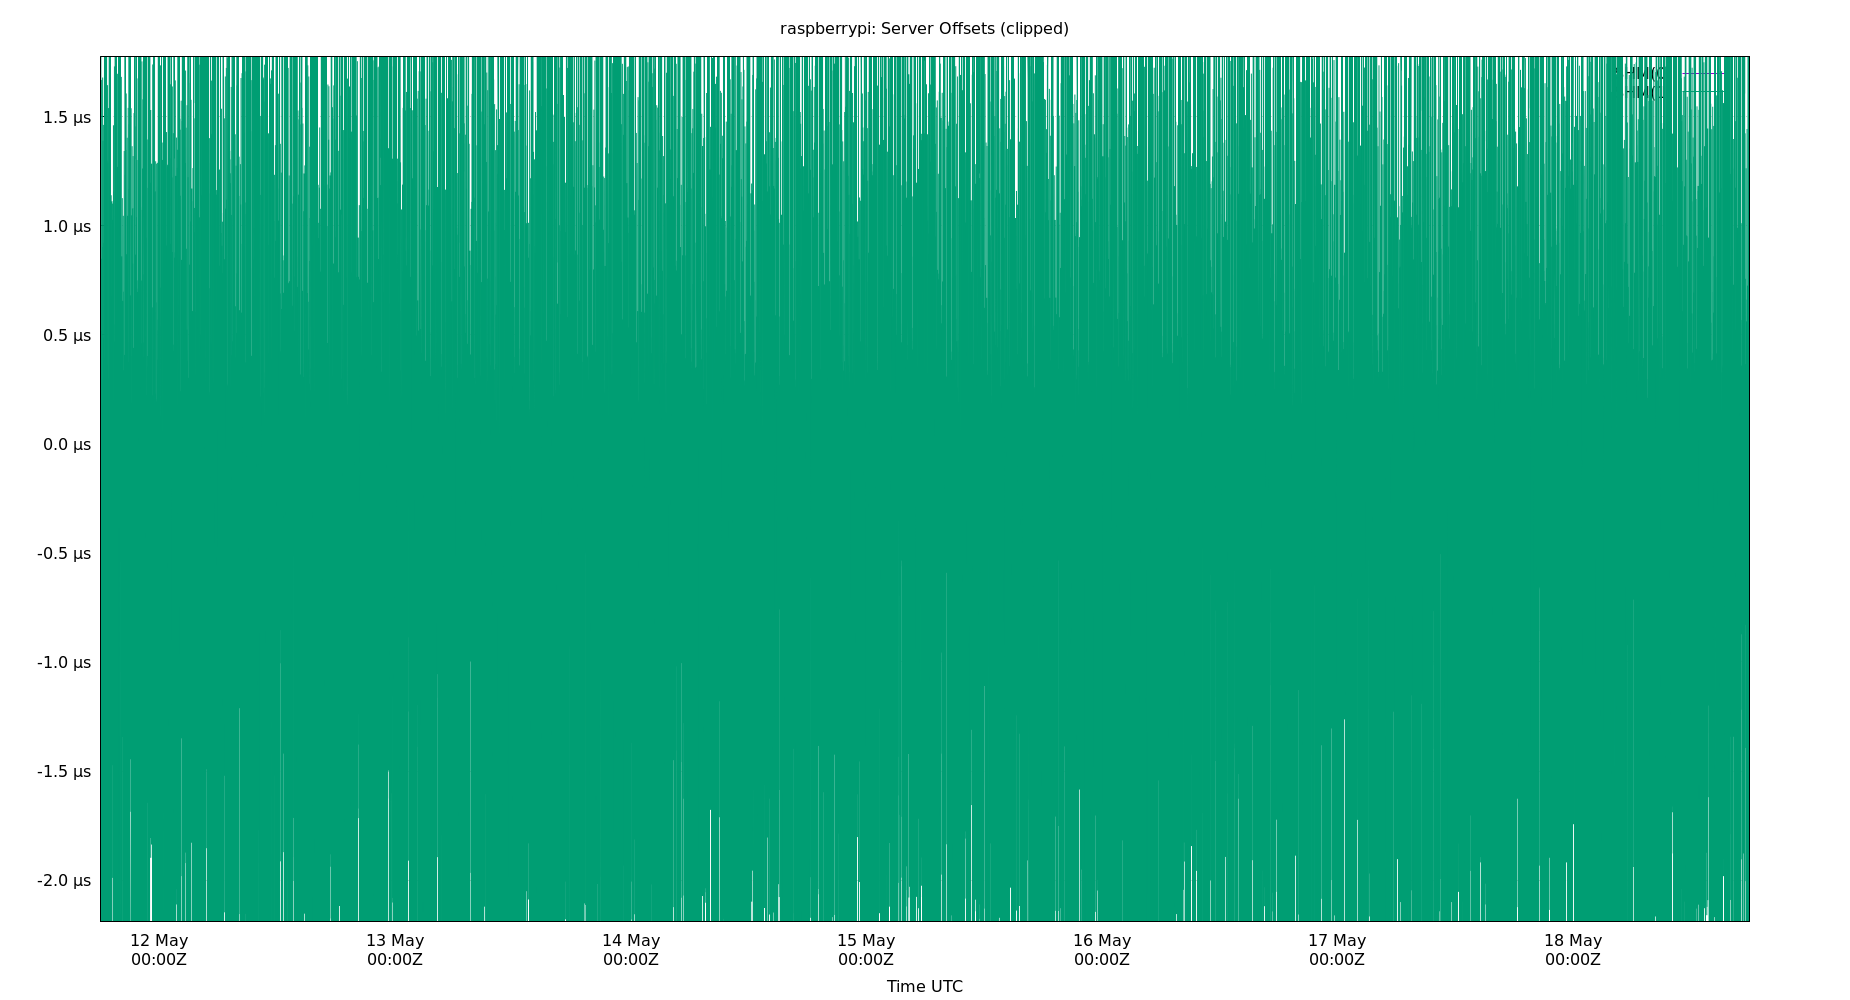 raspberrypi: Server Offsets (clipped)
1.5 µs
1.0 µs
0.5 µs
0.0 µs
-0.5 µs
-1.0 µs
-1.5 µs
-2.0 µs
12 May 13 May 14 May 15 May 16 May 17 May 18 May
00:00Z 00:00Z 00:00Z 00:00Z 00:00Z 00:00Z 00:00Z
Time UTC